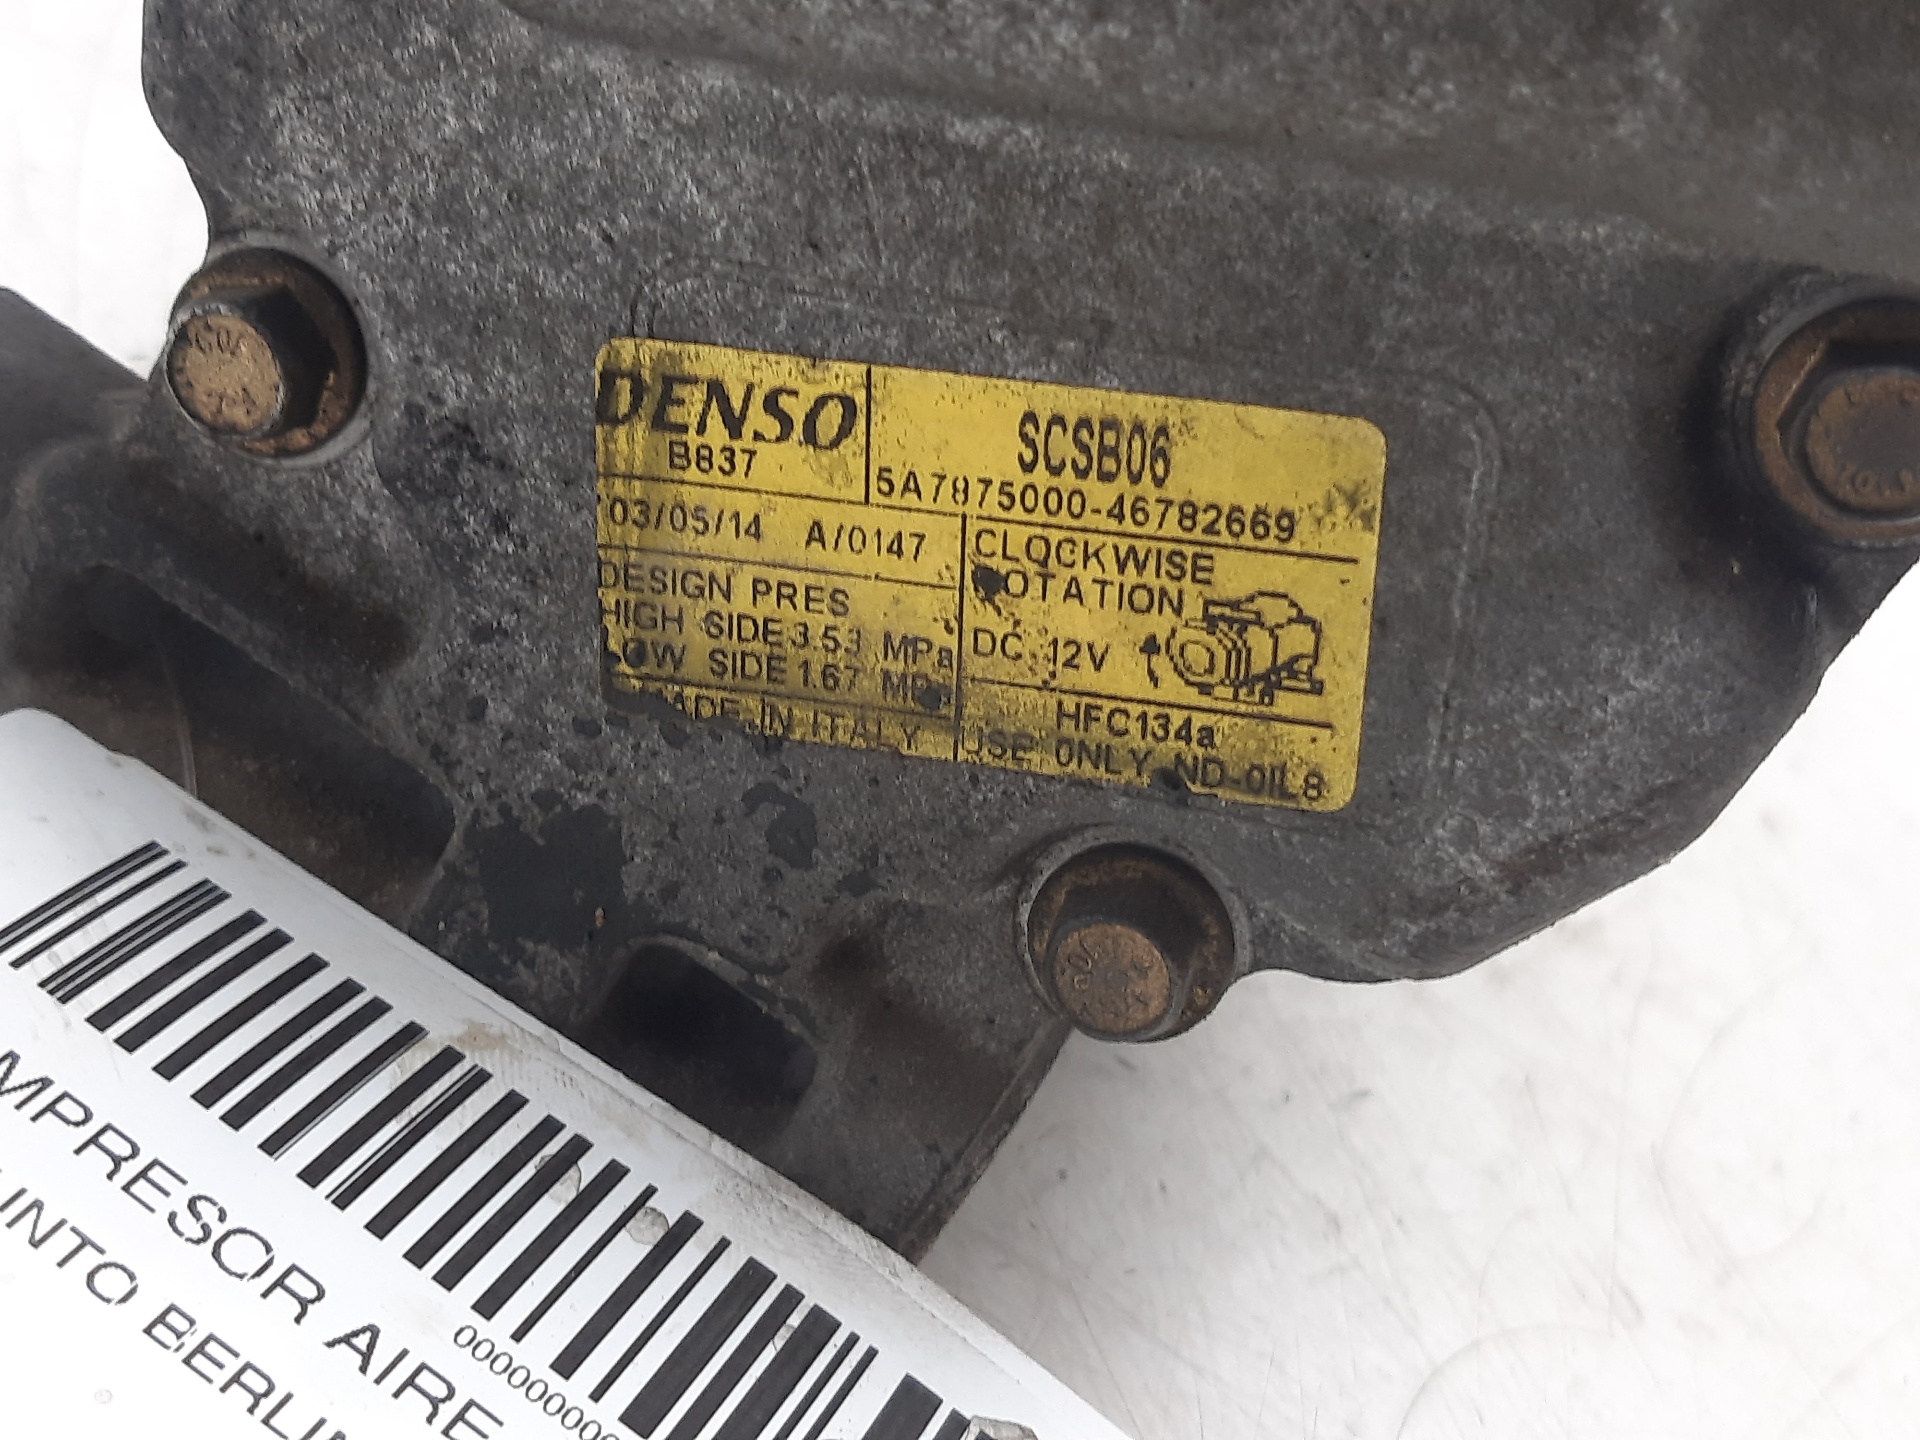 DENSO
B837
SCSB06
5A7875000-46782669
03/05/14 A/0147
DESIGN PRES
HIGH SIDE 3.53 MPa
LOW SIDE 1.67 MPa
MADE IN ITALY
CLOCKWISE
ROTATION
DC 12V
HFC134a
USE ONLY ND-OIL8
MPRESOR AIRE
INTO BERLI